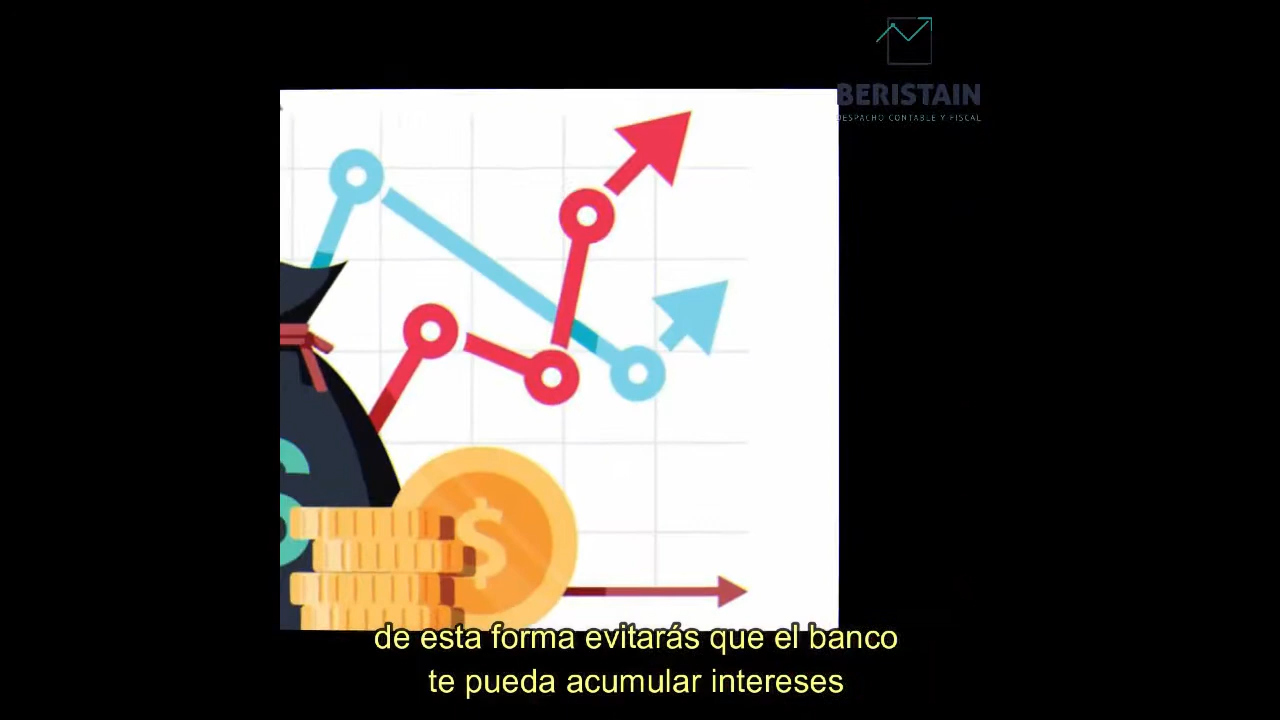 BERISTAIN
DESPACHO CONTABLE Y FISCAL
$
de esta forma evitarás que el banco
te pueda acumular intereses